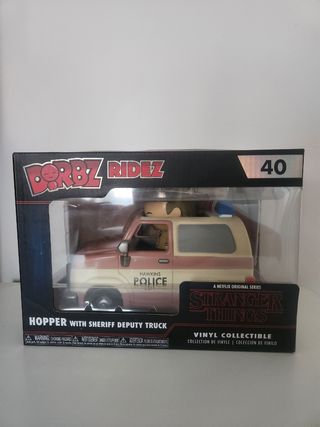 DORBZ RIDEZ
40
HAWKINS
POLICE
A NETFLIX ORIGINAL SERIES
STRANGER
THINGS
HOPPER WITH SHERIFF DEPUTY TRUCK
VINYL COLLECTIBLE
COLLECTION DE VINYLE | COLECCIÓN DE VINILO
WARNING: